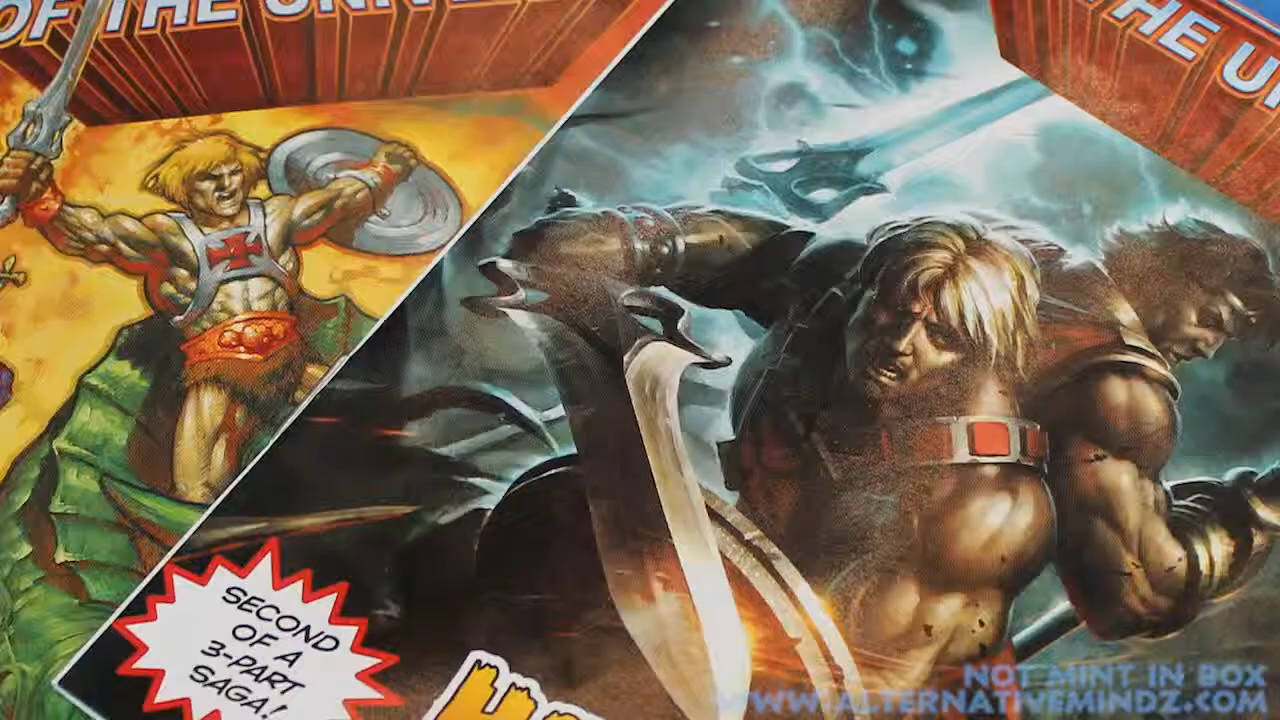 OF THE UNIVE
THE U
SECOND
OF A
3-PART
SAGA!
NOT MINT IN BOX
WWW.ALTERNATIVEMINDZ.COM